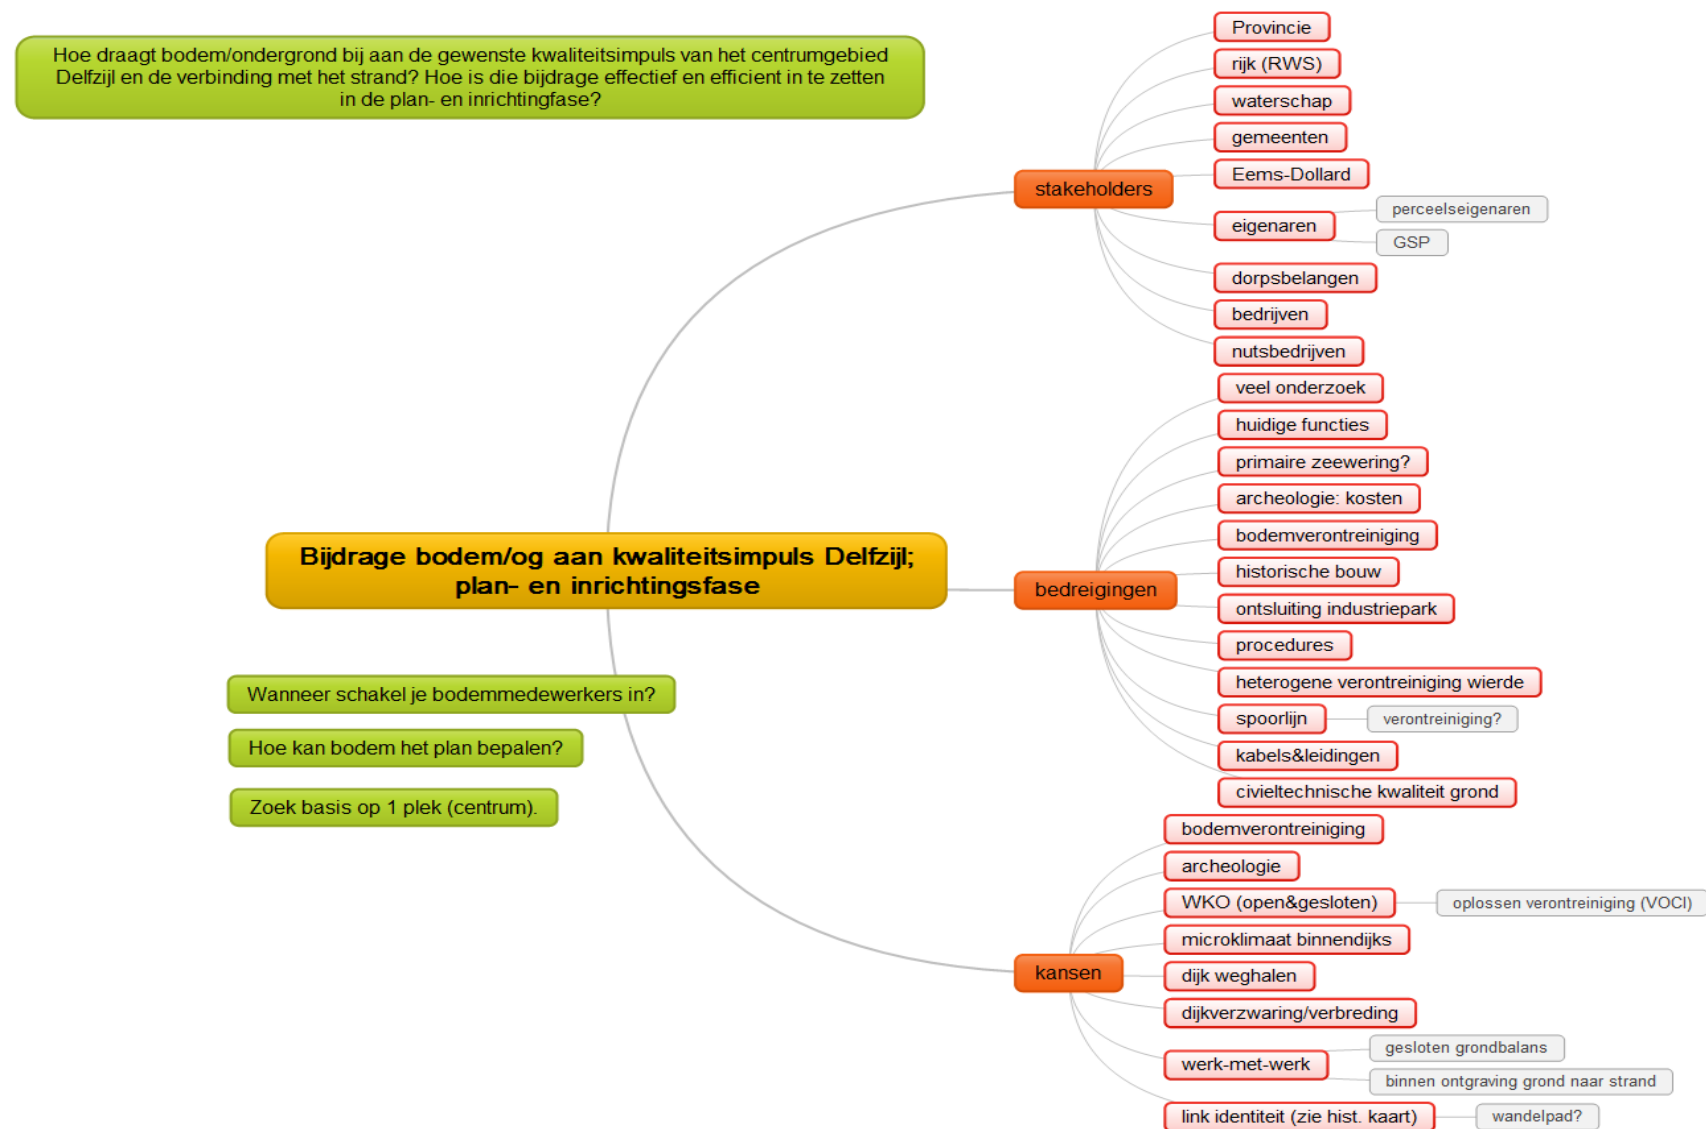 Hoe draagt bodem/ondergrond bij aan de gewenste kwaliteitsimpuls van het centrumgebied
Delfzijl en de verbinding met het strand? Hoe is die bijdrage effectief en efficient in te zetten
in de plan- en inrichtingfase?
Bijdrage bodem/og aan kwaliteitsimpuls Delfzijl;
plan- en inrichtingsfase
Wanneer schakel je bodemmedewerkers in?
Hoe kan bodem het plan bepalen?
Zoek basis op 1 plek (centrum).
stakeholders
Provincie
rijk (RWS)
waterschap
gemeenten
Eems-Dollard
eigenaren
perceelseigenaren
GSP
dorpsbelangen
bedrijven
nutsbedrijven
bedreigingen
veel onderzoek
huidige functies
primaire zeewering?
archeologie: kosten
bodemverontreiniging
historische bouw
ontsluiting industriepark
procedures
heterogene verontreiniging wierde
spoorlijn
verontreiniging?
kabels&leidingen
civieltechnische kwaliteit grond
kansen
bodemverontreiniging
archeologie
WKO (open&gesloten)
oplossen verontreiniging (VOCl)
microklimaat binnendijks
dijk weghalen
dijkverzwaring/verbreding
werk-met-werk
gesloten grondbalans
binnen ontgraving grond naar strand
link identiteit (zie hist. kaart)
wandelpad?